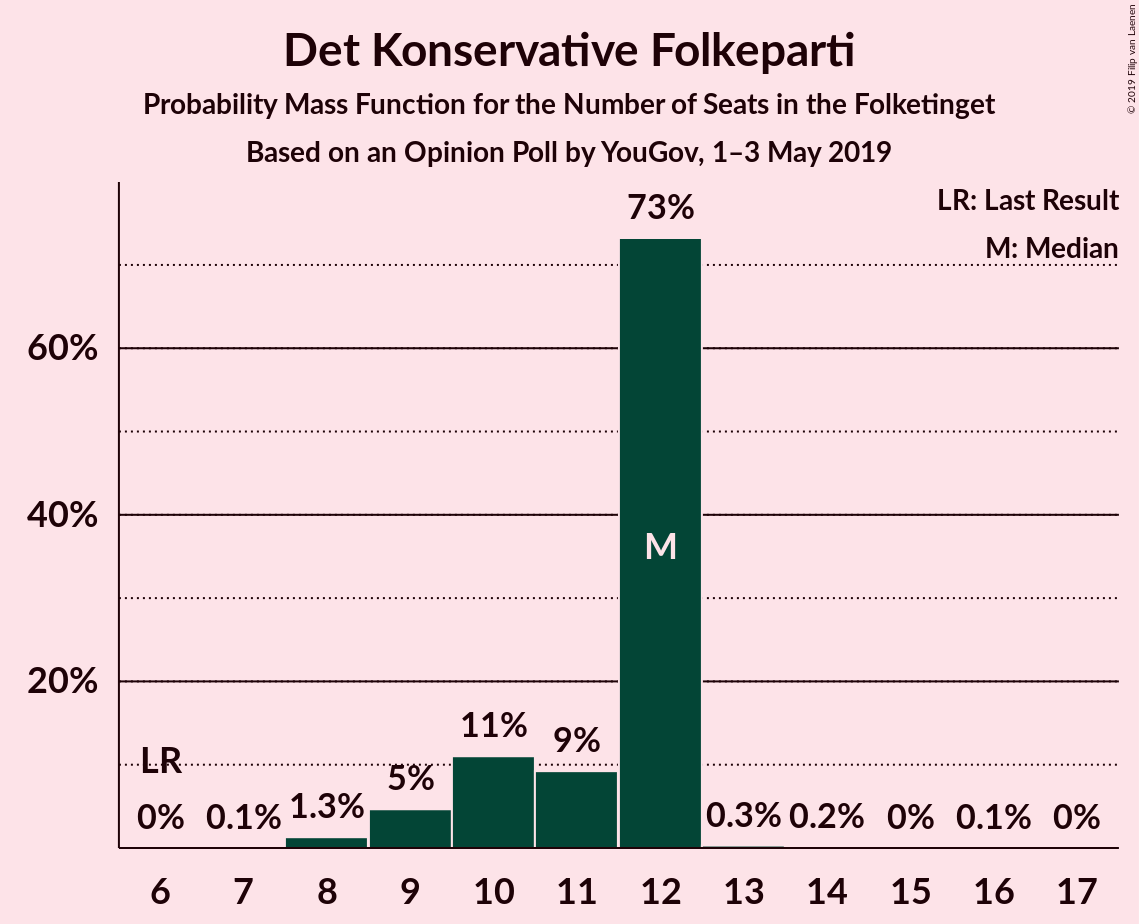 Det Konservative Folkeparti
Probability Mass Function for the Number of Seats in the Folketinget
Based on an Opinion Poll by YouGov, 1–3 May 2019
© 2019 Filip van Laenen
LR: Last Result
M: Median
60%
40%
20%
LR
0%
0.1%
1.3%
5%
11%
9%
73%
M
0.3%
0.2%
0%
0.1%
0%
6 7 8 9 10 11 12 13 14 15 16 17